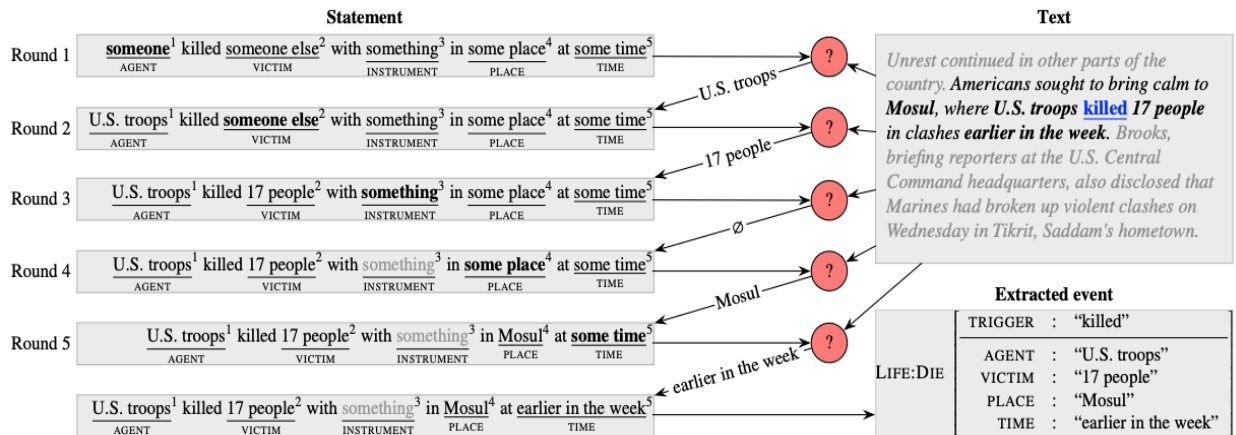 Statement
Text
Round 1
someone¹ killed someone else² with something³ in some place⁴ at some time⁵
AGENT VICTIM INSTRUMENT PLACE TIME
?
U.S. troops
Round 2
U.S. troops¹ killed someone else² with something³ in some place⁴ at some time⁵
AGENT VICTIM INSTRUMENT PLACE TIME
?
17 people
Round 3
U.S. troops¹ killed 17 people² with something³ in some place⁴ at some time⁵
AGENT VICTIM INSTRUMENT PLACE TIME
?
∅
Round 4
U.S. troops¹ killed 17 people² with something³ in some place⁴ at some time⁵
AGENT VICTIM INSTRUMENT PLACE TIME
?
Mosul
Round 5
U.S. troops¹ killed 17 people² with something³ in Mosul⁴ at some time⁵
AGENT VICTIM INSTRUMENT PLACE TIME
?
earlier in the week
U.S. troops¹ killed 17 people² with something³ in Mosul⁴ at earlier in the week⁵
AGENT VICTIM INSTRUMENT PLACE TIME
Unrest continued in other parts of the
country. Americans sought to bring calm to
Mosul, where U.S. troops killed 17 people
in clashes earlier in the week. Brooks,
briefing reporters at the U.S. Central
Command headquarters, also disclosed that
Marines had broken up violent clashes on
Wednesday in Tikrit, Saddam's hometown.
Extracted event
LIFE:DIE
TRIGGER : “killed”
AGENT : “U.S. troops”
VICTIM : “17 people”
PLACE : “Mosul”
TIME : “earlier in the week”